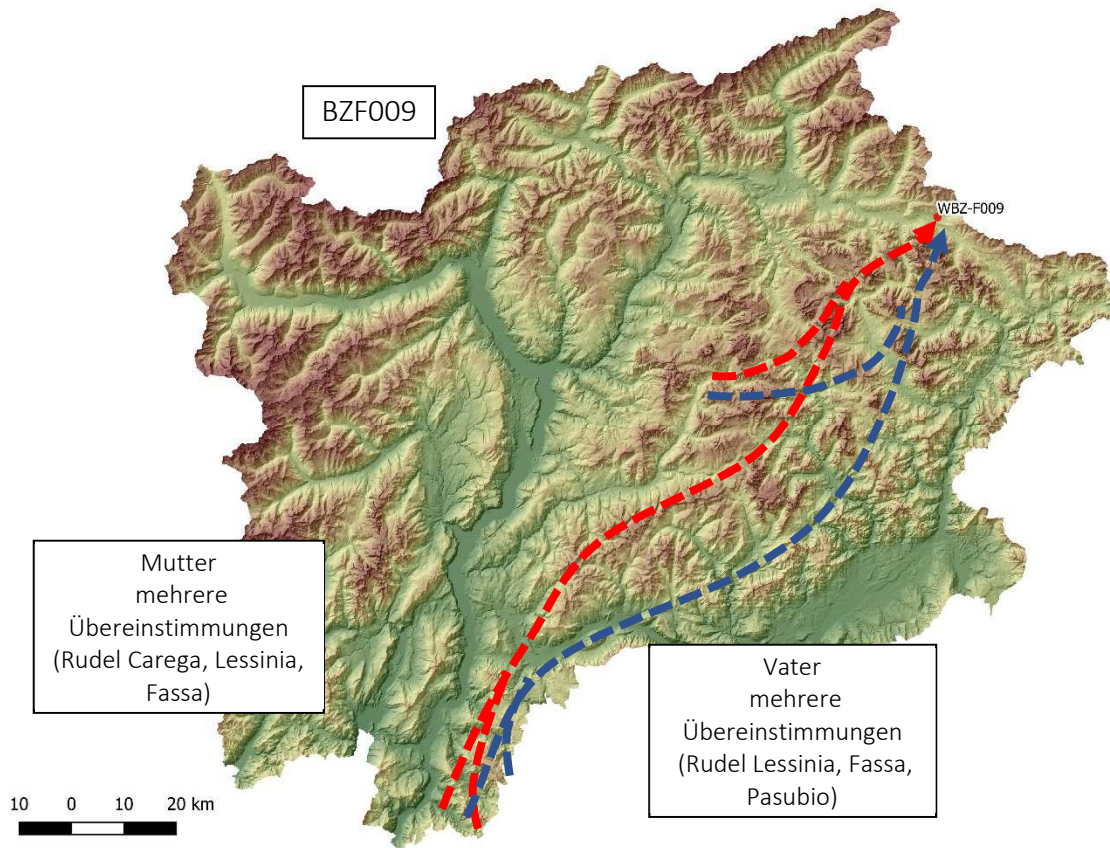 BZF009
WBZ-F009
Mutter
mehrere
Übereinstimmungen
(Rudel Carega, Lessinia,
Fassa)
Vater
mehrere
Übereinstimmungen
(Rudel Lessinia, Fassa,
Pasubio)
10 0 10 20 km